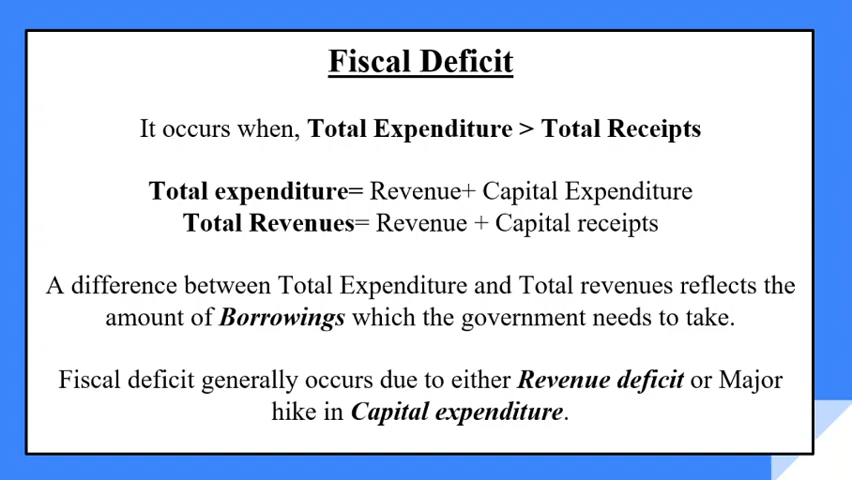 Fiscal Deficit
It occurs when, Total Expenditure > Total Receipts
Total expenditure= Revenue+ Capital Expenditure
Total Revenues= Revenue + Capital receipts
A difference between Total Expenditure and Total revenues reflects the
amount of Borrowings which the government needs to take.
Fiscal deficit generally occurs due to either Revenue deficit or Major
hike in Capital expenditure.